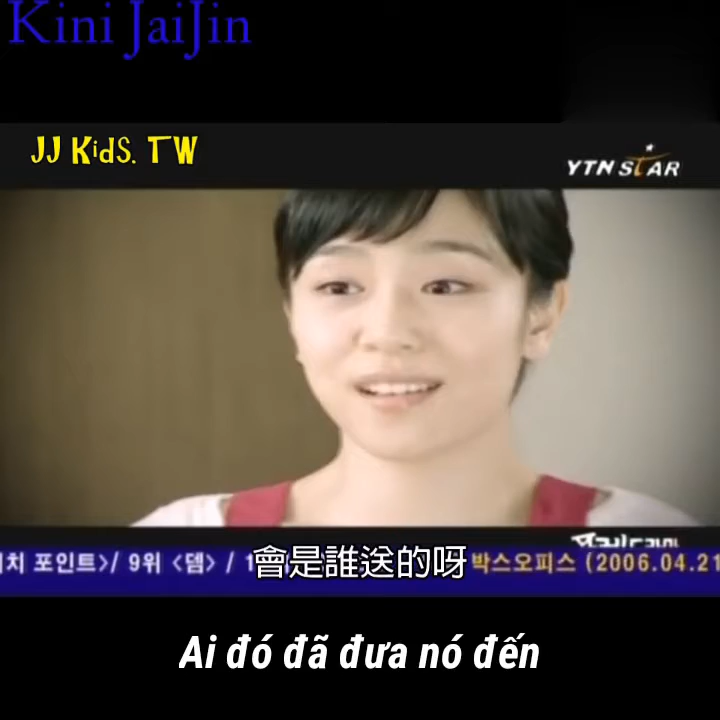 Kini JaiJin
JJ KidS. TW
YTN STAR
치 포인트>/ 9위 <뎀> / 1
會是誰送的呀
박스오피스 (2006.04.21
Ai đó đã đưa nó đến